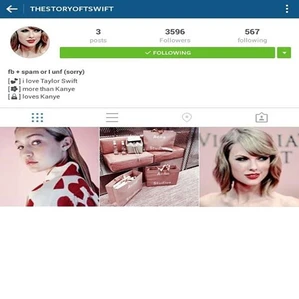 THESTORYOFTSWIFT
3 3596 567
posts Followers following
FOLLOWING
fb + spam or I unf (sorry)
i love Taylor Swift
more than Kanye
loves Kanye